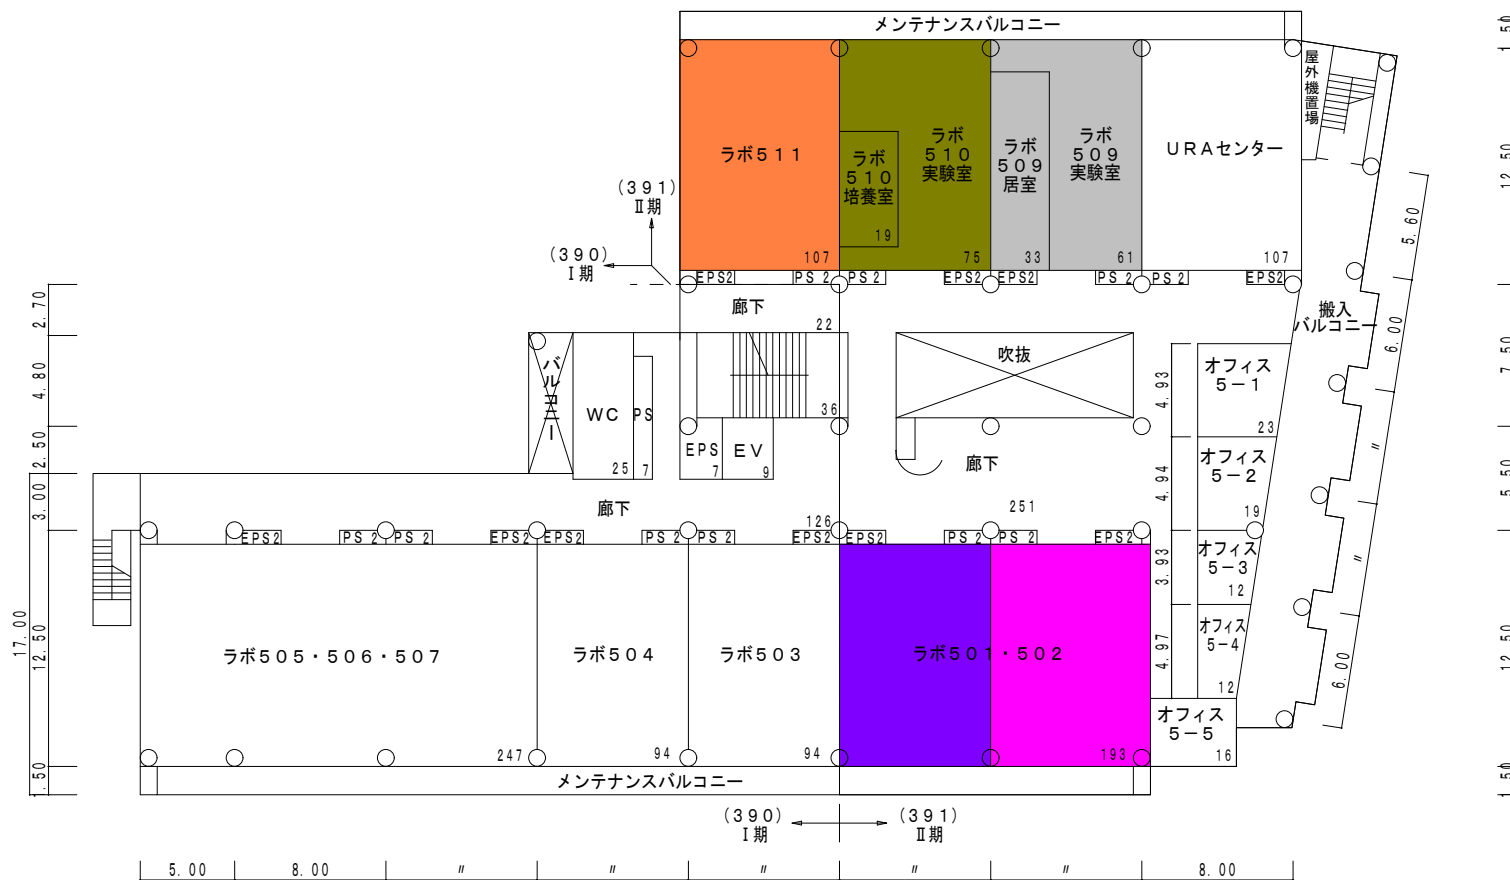 メンテナンスバルコニー
1.50
屋外機置場
ラボ511
ラボ
510
培養室
19
ラボ
510
実験室
ラボ
509
居室
ラボ
509
実験室
URAセンター
12.50
107
75
33
61
107
(391)
Ⅱ期
(390)
Ⅰ期
EPS2
PS 2
PS 2
EPS2
EPS2
PS 2
PS 2
EPS2
5.60
2.70
廊下
22
搬入
バルコニー
6.00
7.50
4.80
バルコニー
WC
PS
36
吹抜
4.93
オフィス
5-1
23
2.50
25
7
EPS
7
EV
9
廊下
4.94
オフィス
5-2
19
〃
5.50
3.00
廊下
126
251
EPS2
PS 2
PS 2
EPS2
EPS2
PS 2
PS 2
EPS2
EPS2
PS 2
PS 2
EPS2
3.93
オフィス
5-3
12
〃
17.00
12.50
ラボ505・506・507
ラボ504
ラボ503
ラボ501・502
4.97
オフィス
5-4
12
6.00
12.50
247
94
94
193
オフィス
5-5
16
1.50
メンテナンスバルコニー
1.50
(390)
Ⅰ期
(391)
Ⅱ期
5.00
8.00
〃
〃
〃
〃
〃
8.00